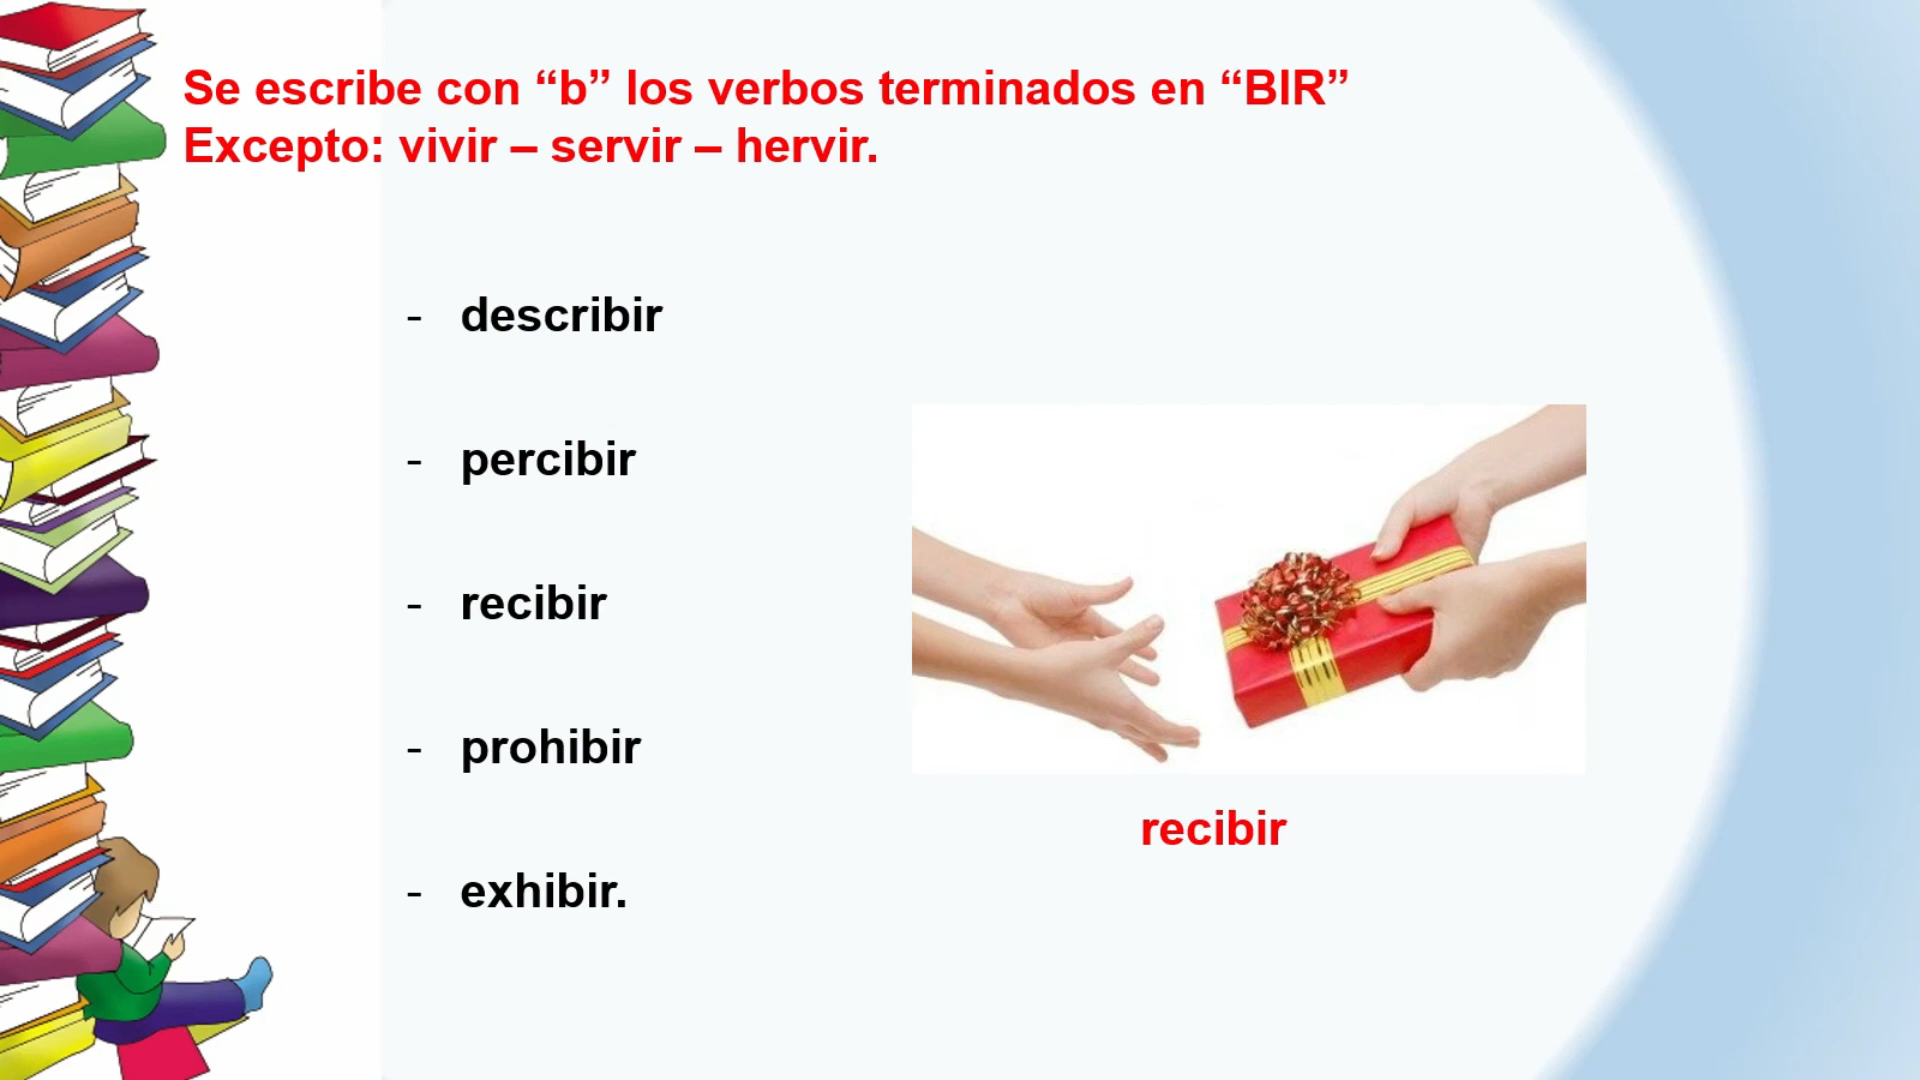 Se escribe con “b” los verbos terminados en “BIR”
Excepto: vivir – servir – hervir.
- describir
- percibir
- recibir
- prohibir
- exhibir.
recibir